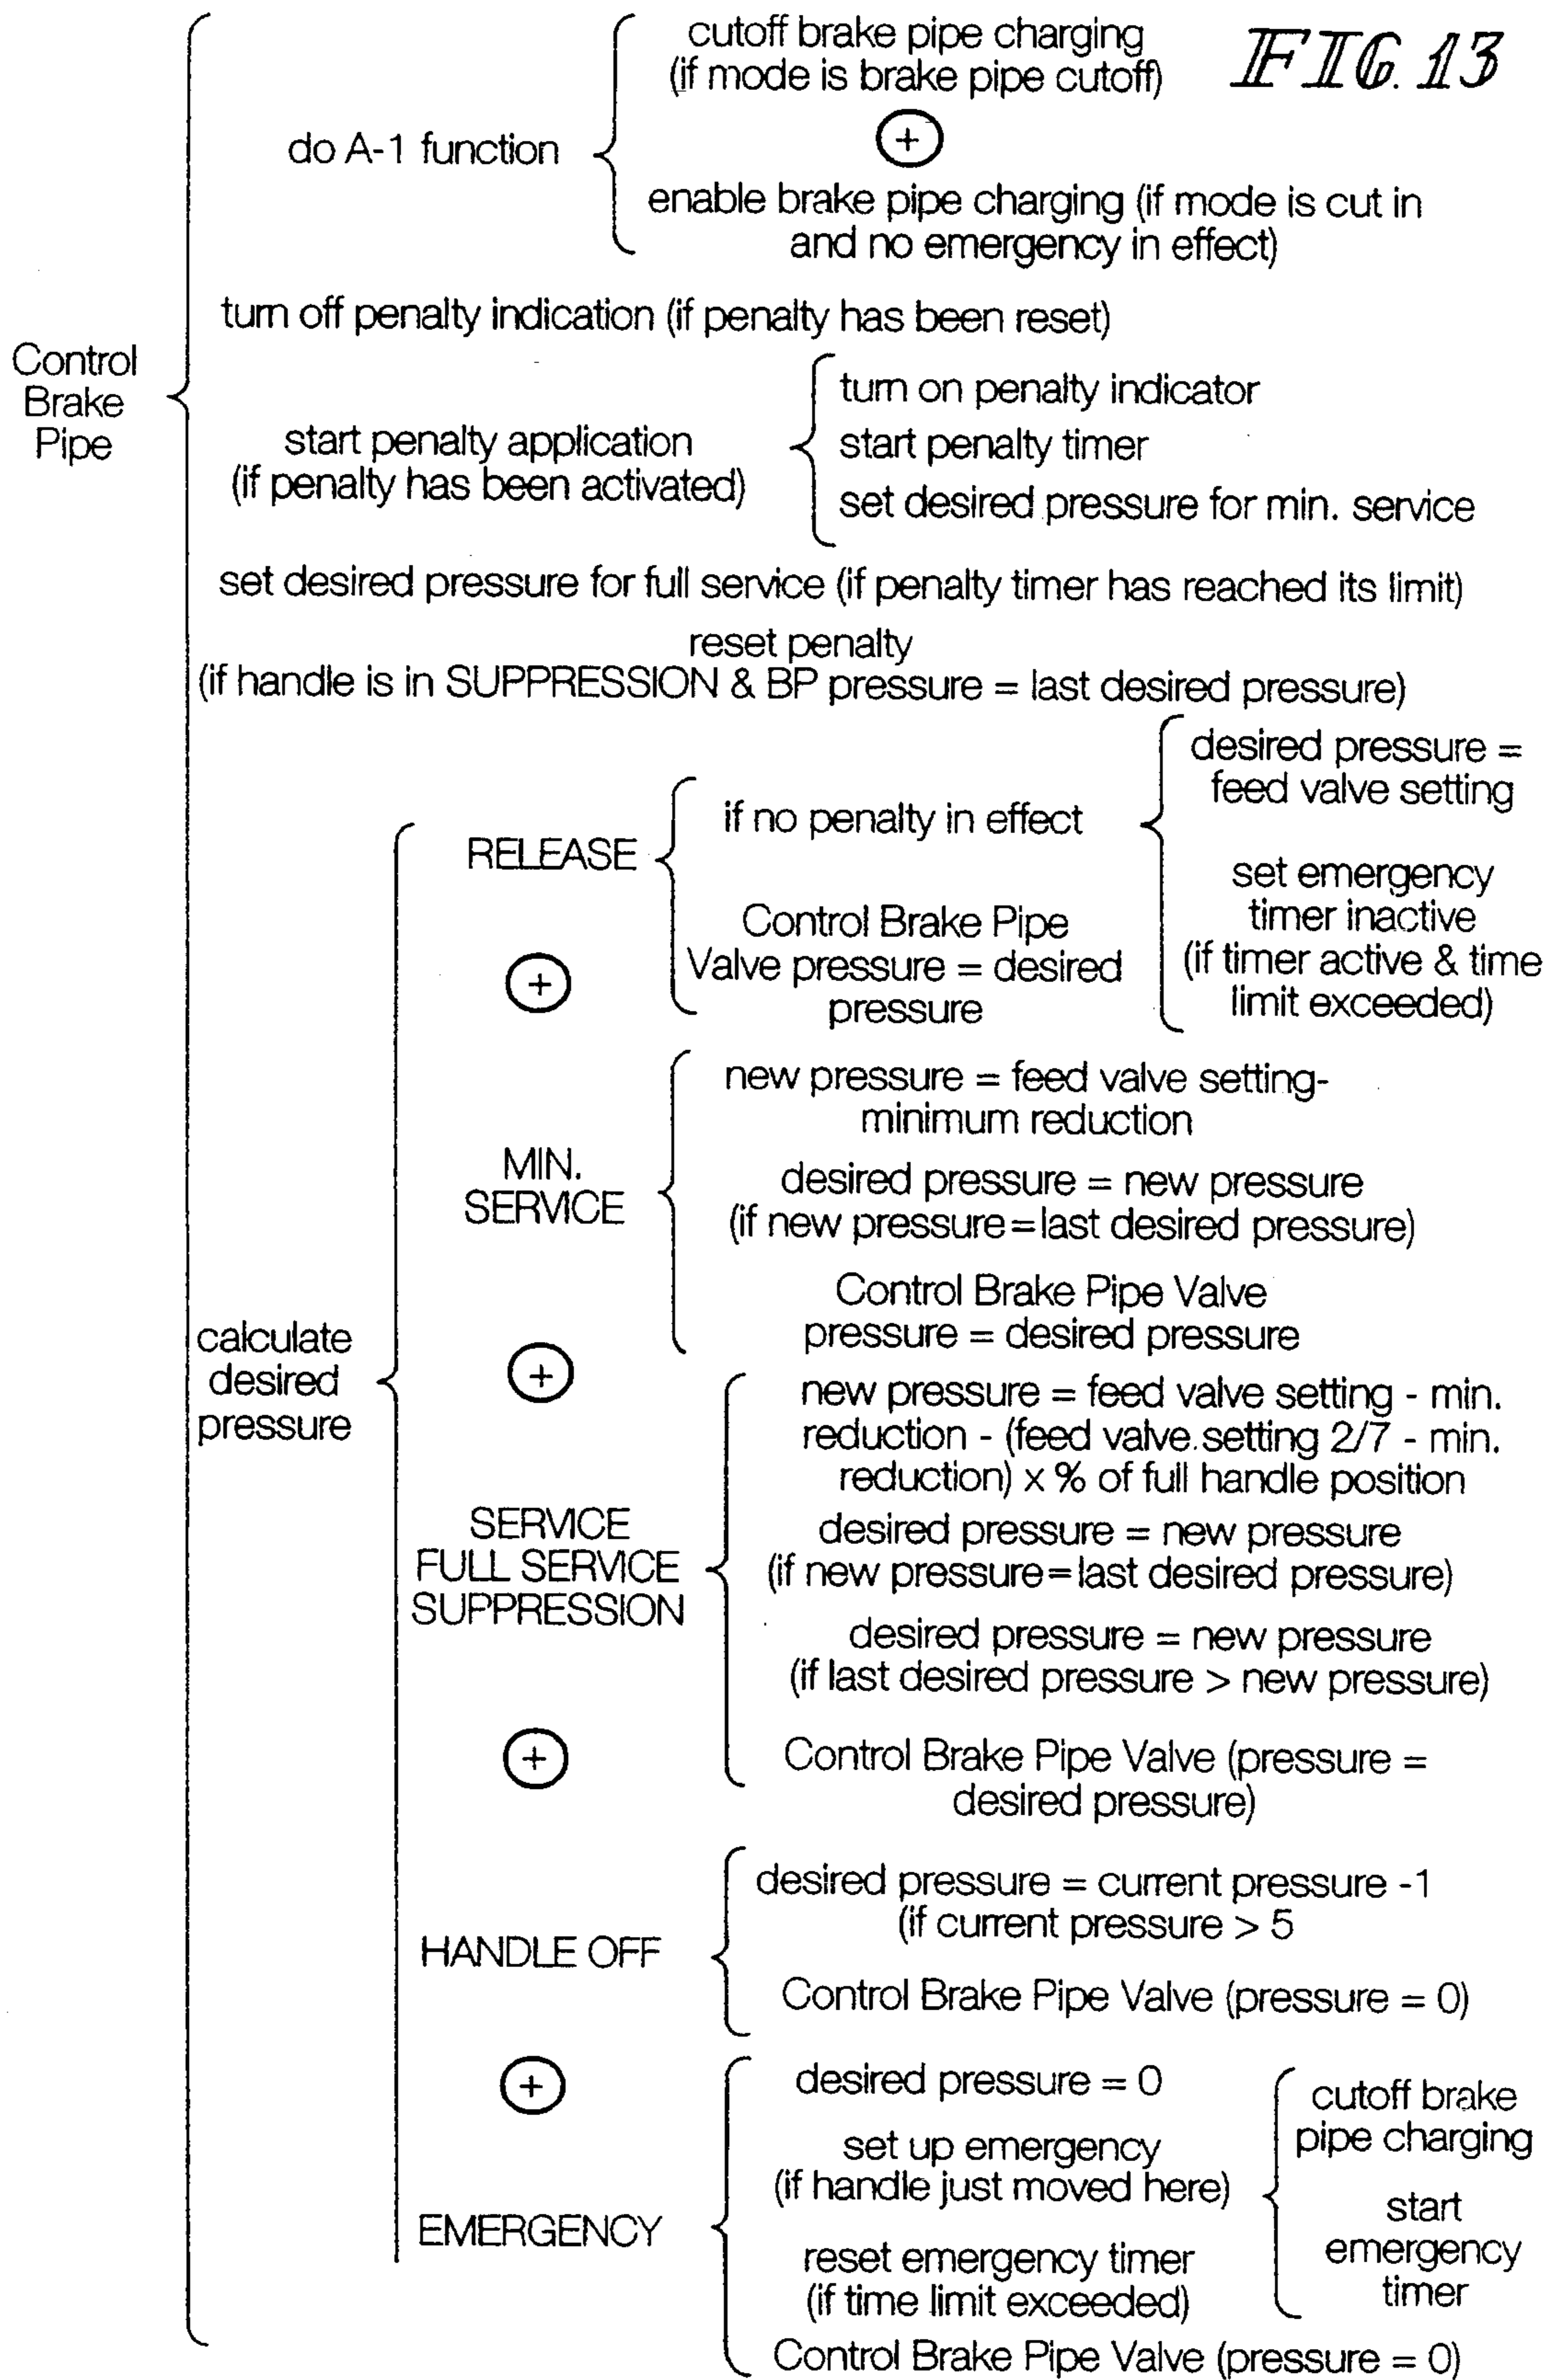 FIG. 13
Control
Brake
Pipe
do A-1 function
cutoff brake pipe charging
(if mode is brake pipe cutoff)
+
enable brake pipe charging (if mode is cut in
and no emergency in effect)
turn off penalty indication (if penalty has been reset)
start penalty application
(if penalty has been activated)
turn on penalty indicator
start penalty timer
set desired pressure for min. service
set desired pressure for full service (if penalty timer has reached its limit)
reset penalty
(if handle is in SUPPRESSION & BP pressure = last desired pressure)
calculate
desired
pressure
RELEASE
if no penalty in effect
desired pressure =
feed valve setting
set emergency
timer inactive
(if timer active & time
limit exceeded)
Control Brake Pipe
Valve pressure = desired
pressure
+
MIN.
SERVICE
new pressure = feed valve setting-
minimum reduction
desired pressure = new pressure
(if new pressure=last desired pressure)
Control Brake Pipe Valve
pressure = desired pressure
+
SERVICE
FULL SERVICE
SUPPRESSION
new pressure = feed valve setting - min.
reduction - (feed valve setting 2/7 - min.
reduction) x % of full handle position
desired pressure = new pressure
(if new pressure=last desired pressure)
desired pressure = new pressure
(if last desired pressure > new pressure)
Control Brake Pipe Valve (pressure =
desired pressure)
+
HANDLE OFF
desired pressure = current pressure -1
(if current pressure > 5
Control Brake Pipe Valve (pressure = 0)
+
EMERGENCY
desired pressure = 0
set up emergency
(if handle just moved here)
cutoff brake
pipe charging
start
emergency
timer
reset emergency timer
(if time limit exceeded)
Control Brake Pipe Valve (pressure = 0)